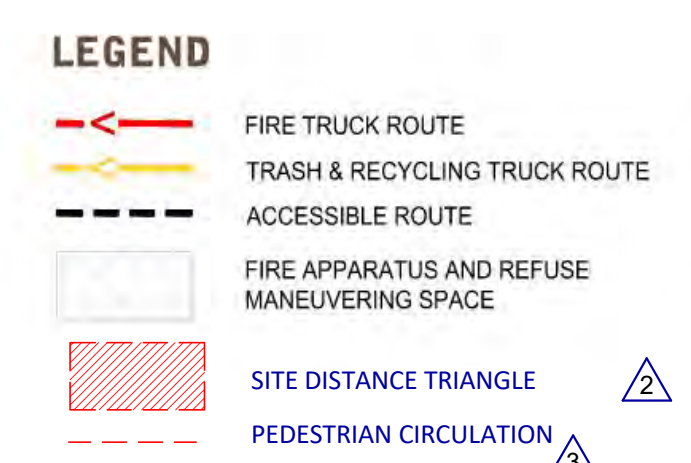 LEGEND
FIRE TRUCK ROUTE
TRASH & RECYCLING TRUCK ROUTE
ACCESSIBLE ROUTE
FIRE APPARATUS AND REFUSE
MANEUVERING SPACE
SITE DISTANCE TRIANGLE 2
PEDESTRIAN CIRCULATION 3